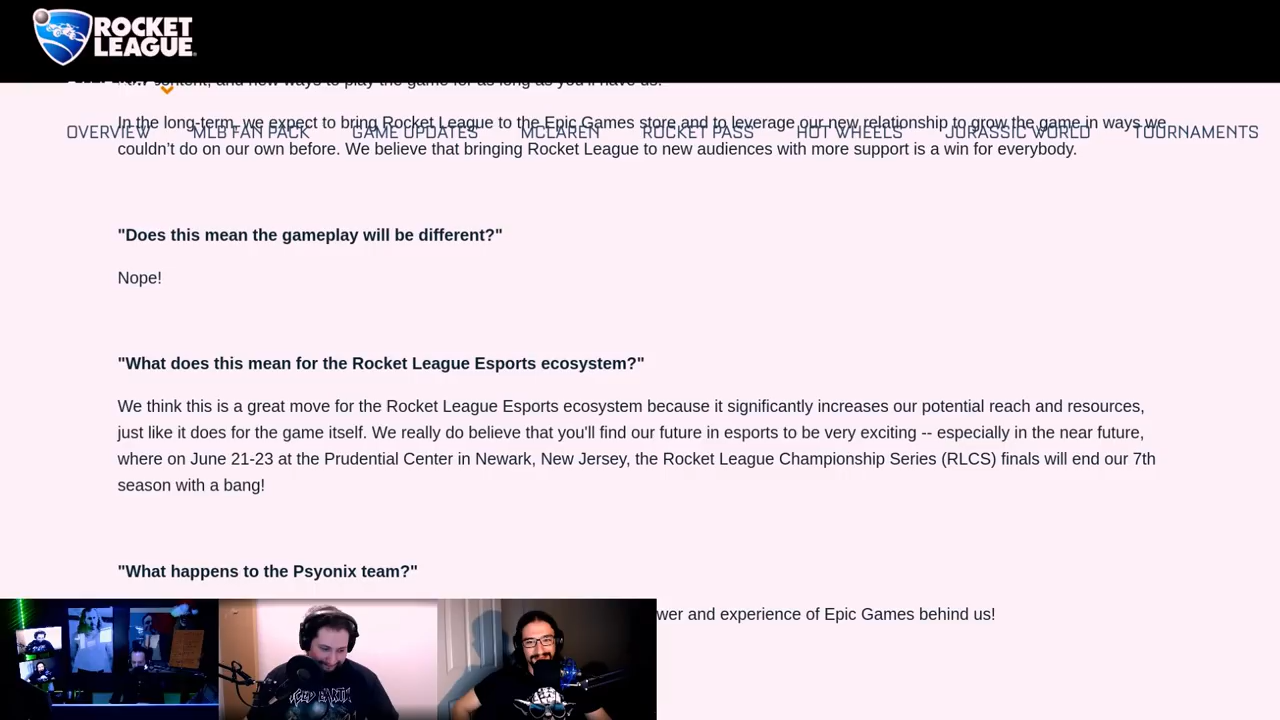 ROCKET
LEAGUE
content, and new ways to play the game for as long as you'll have us!
In the long-term, we expect to bring Rocket League to the Epic Games store and to leverage our new relationship to grow the game in ways we
OVERVIEW MLB FAN PACK GAME UPDATES MCLAREN ROCKET PASS HOT WHEELS JURASSIC WORLD TOURNAMENTS
couldn’t do on our own before. We believe that bringing Rocket League to new audiences with more support is a win for everybody.
"Does this mean the gameplay will be different?"
Nope!
"What does this mean for the Rocket League Esports ecosystem?"
We think this is a great move for the Rocket League Esports ecosystem because it significantly increases our potential reach and resources,
just like it does for the game itself. We really do believe that you'll find our future in esports to be very exciting -- especially in the near future,
where on June 21-23 at the Prudential Center in Newark, New Jersey, the Rocket League Championship Series (RLCS) finals will end our 7th
season with a bang!
"What happens to the Psyonix team?"
wer and experience of Epic Games behind us!
ICED EARTH